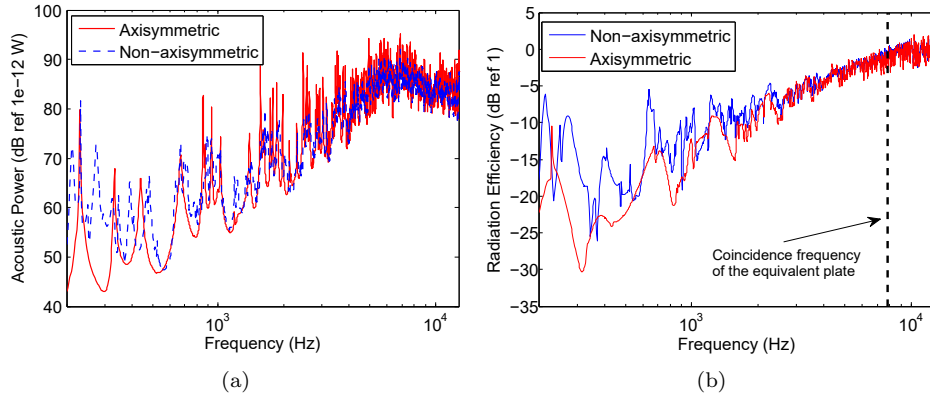 100
90
80
70
60
50
40
Acoustic Power (dB ref 1e−12 W)
Axisymmetric
Non−axisymmetric
10^3
10^4
Frequency (Hz)
(a)
5
0
−5
−10
−15
−20
−25
−30
−35
Radiation Efficiency (dB ref 1)
Non−axisymmetric
Axisymmetric
Coincidence frequency
of the equivalent plate
10^3
10^4
Frequency (Hz)
(b)